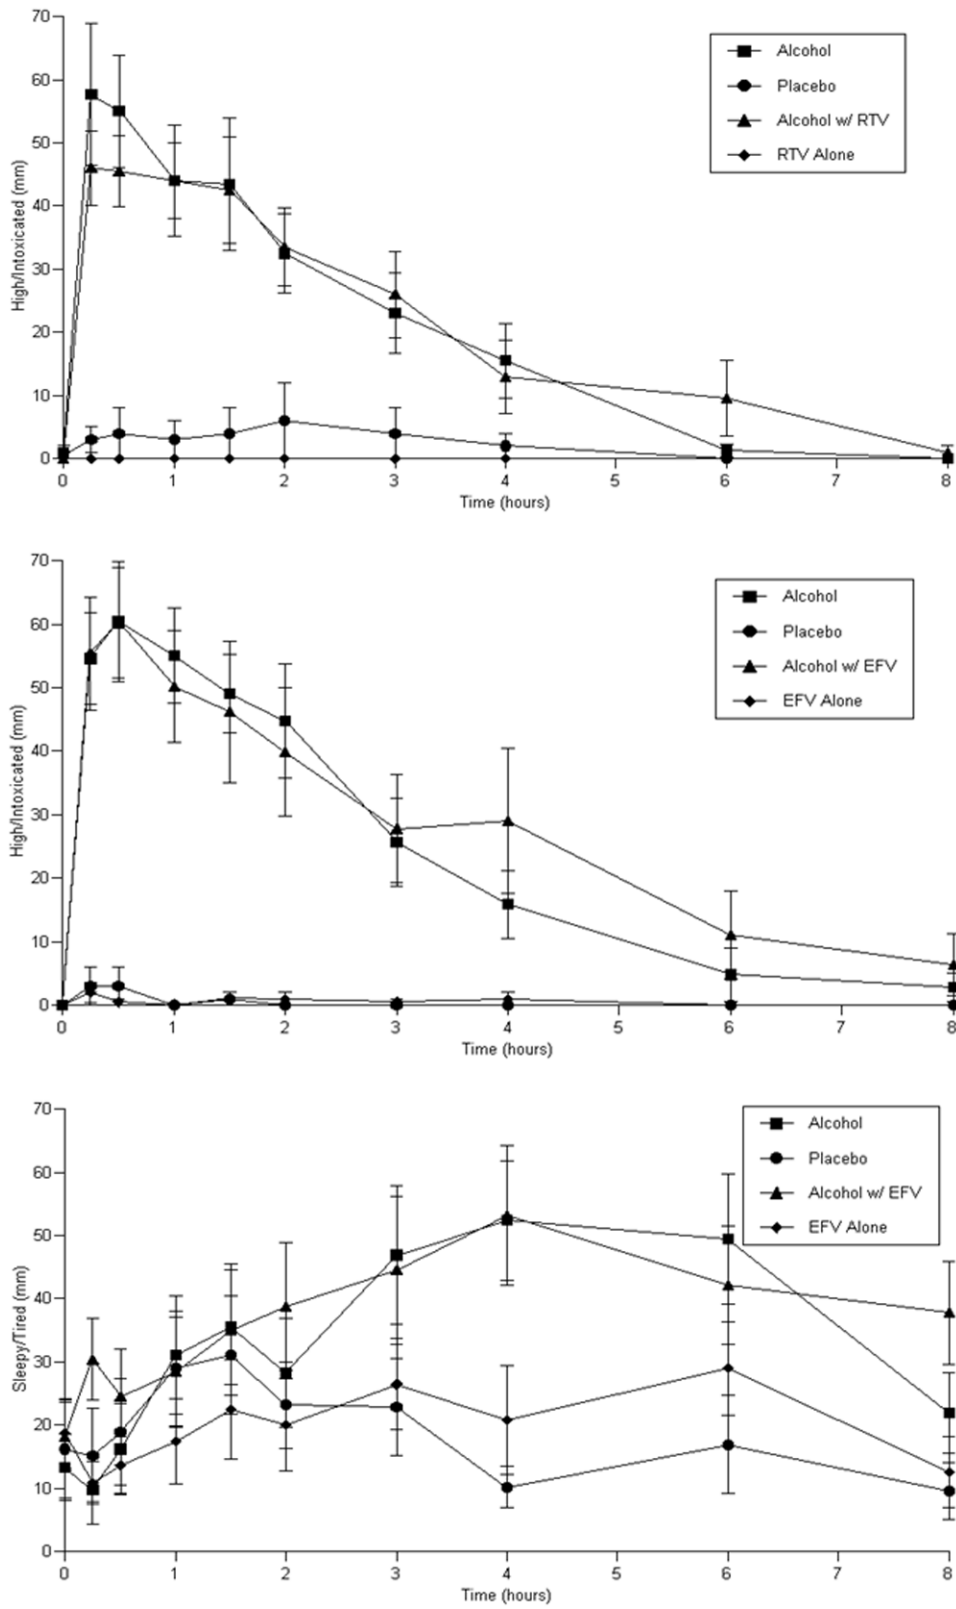 70
60
50
40
30
20
10
0
High/Intoxicated (mm)
Alcohol
Placebo
Alcohol w/ RTV
RTV Alone
0 1 2 3 4 5 6 7 8
Time (hours)
70
60
50
40
30
20
10
0
High/Intoxicated (mm)
Alcohol
Placebo
Alcohol w/ EFV
EFV Alone
0 1 2 3 4 5 6 7 8
Time (hours)
70
60
50
40
30
20
10
0
Sleepy/Tired (mm)
Alcohol
Placebo
Alcohol w/ EFV
EFV Alone
0 1 2 3 4 5 6 7 8
Time (hours)